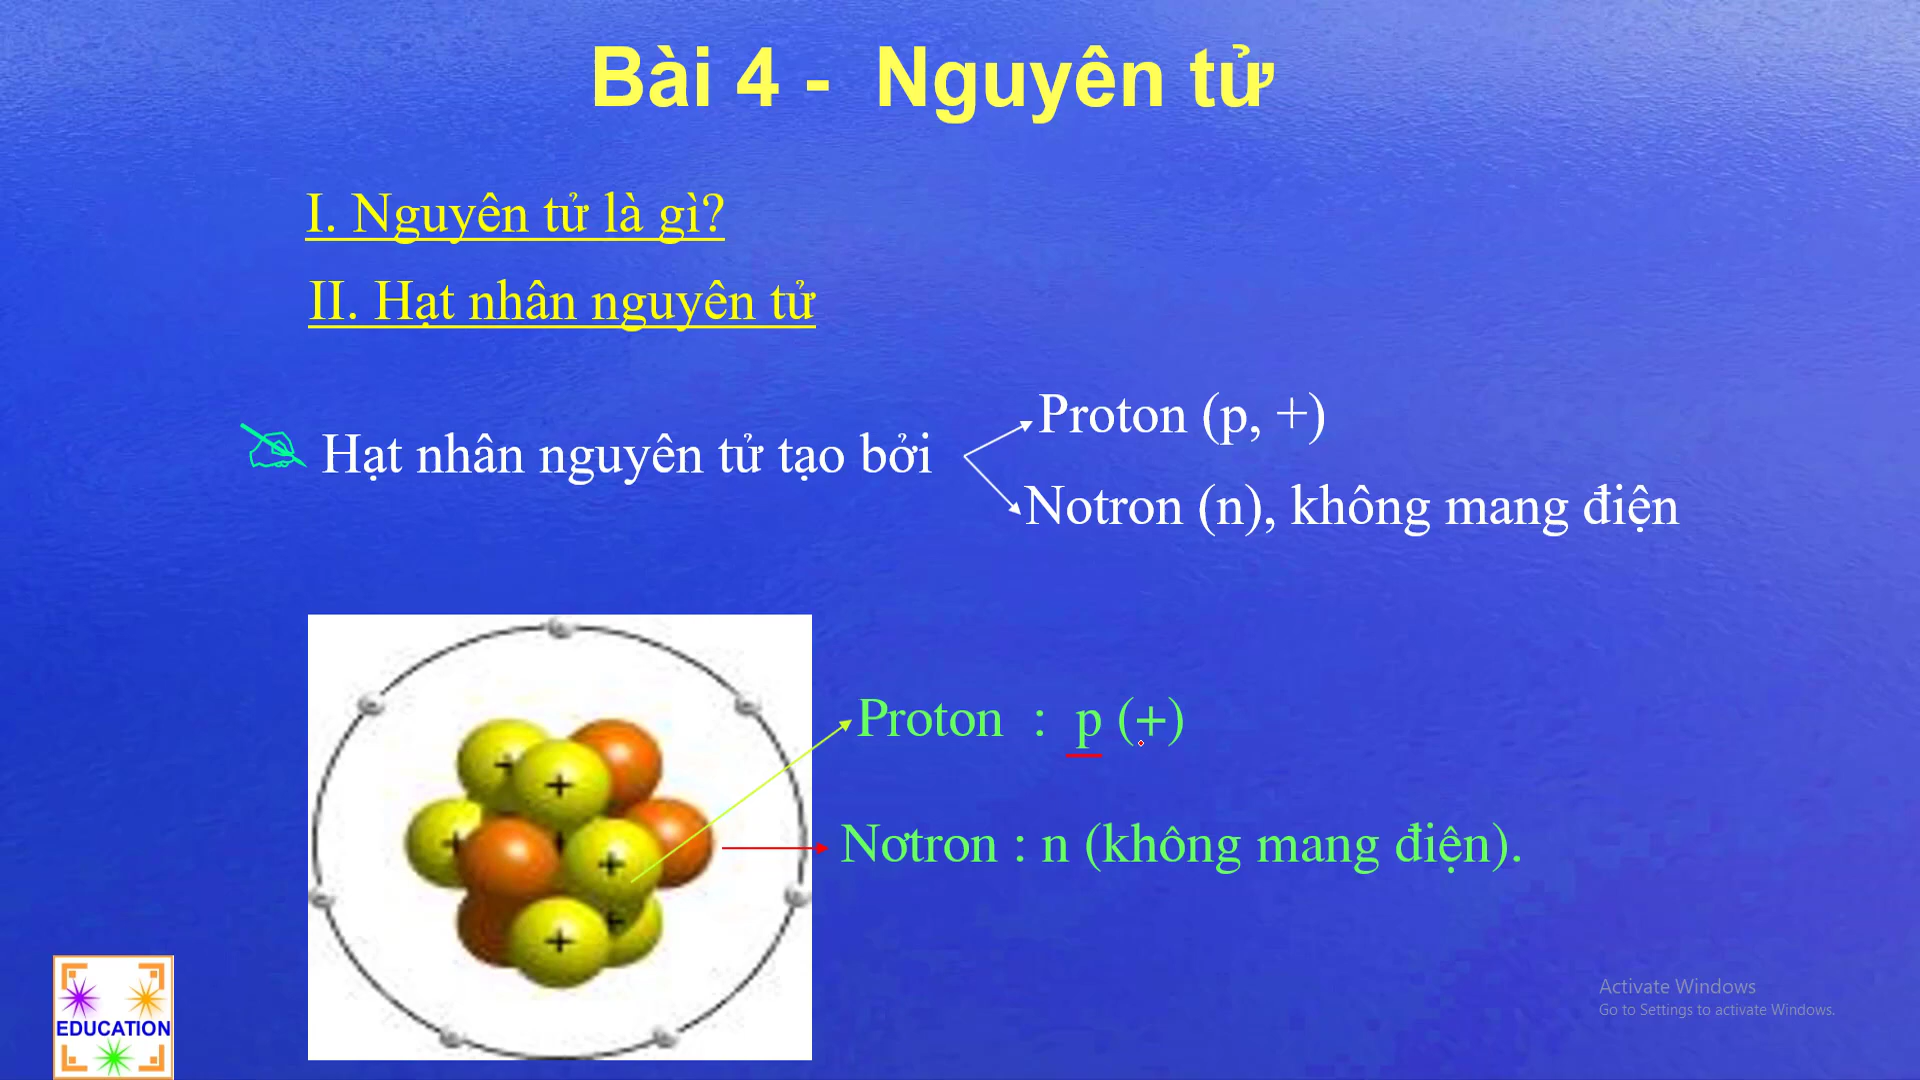 Bài 4 - Nguyên tử
I. Nguyên tử là gì?
II. Hạt nhân nguyên tử
Hạt nhân nguyên tử tạo bởi
Proton (p, +)
Notron (n), không mang điện
Proton : p (+)
Nơtron : n (không mang điện).
+
+
+
+
+
+
EDUCATION
Activate Windows
Go to Settings to activate Windows.